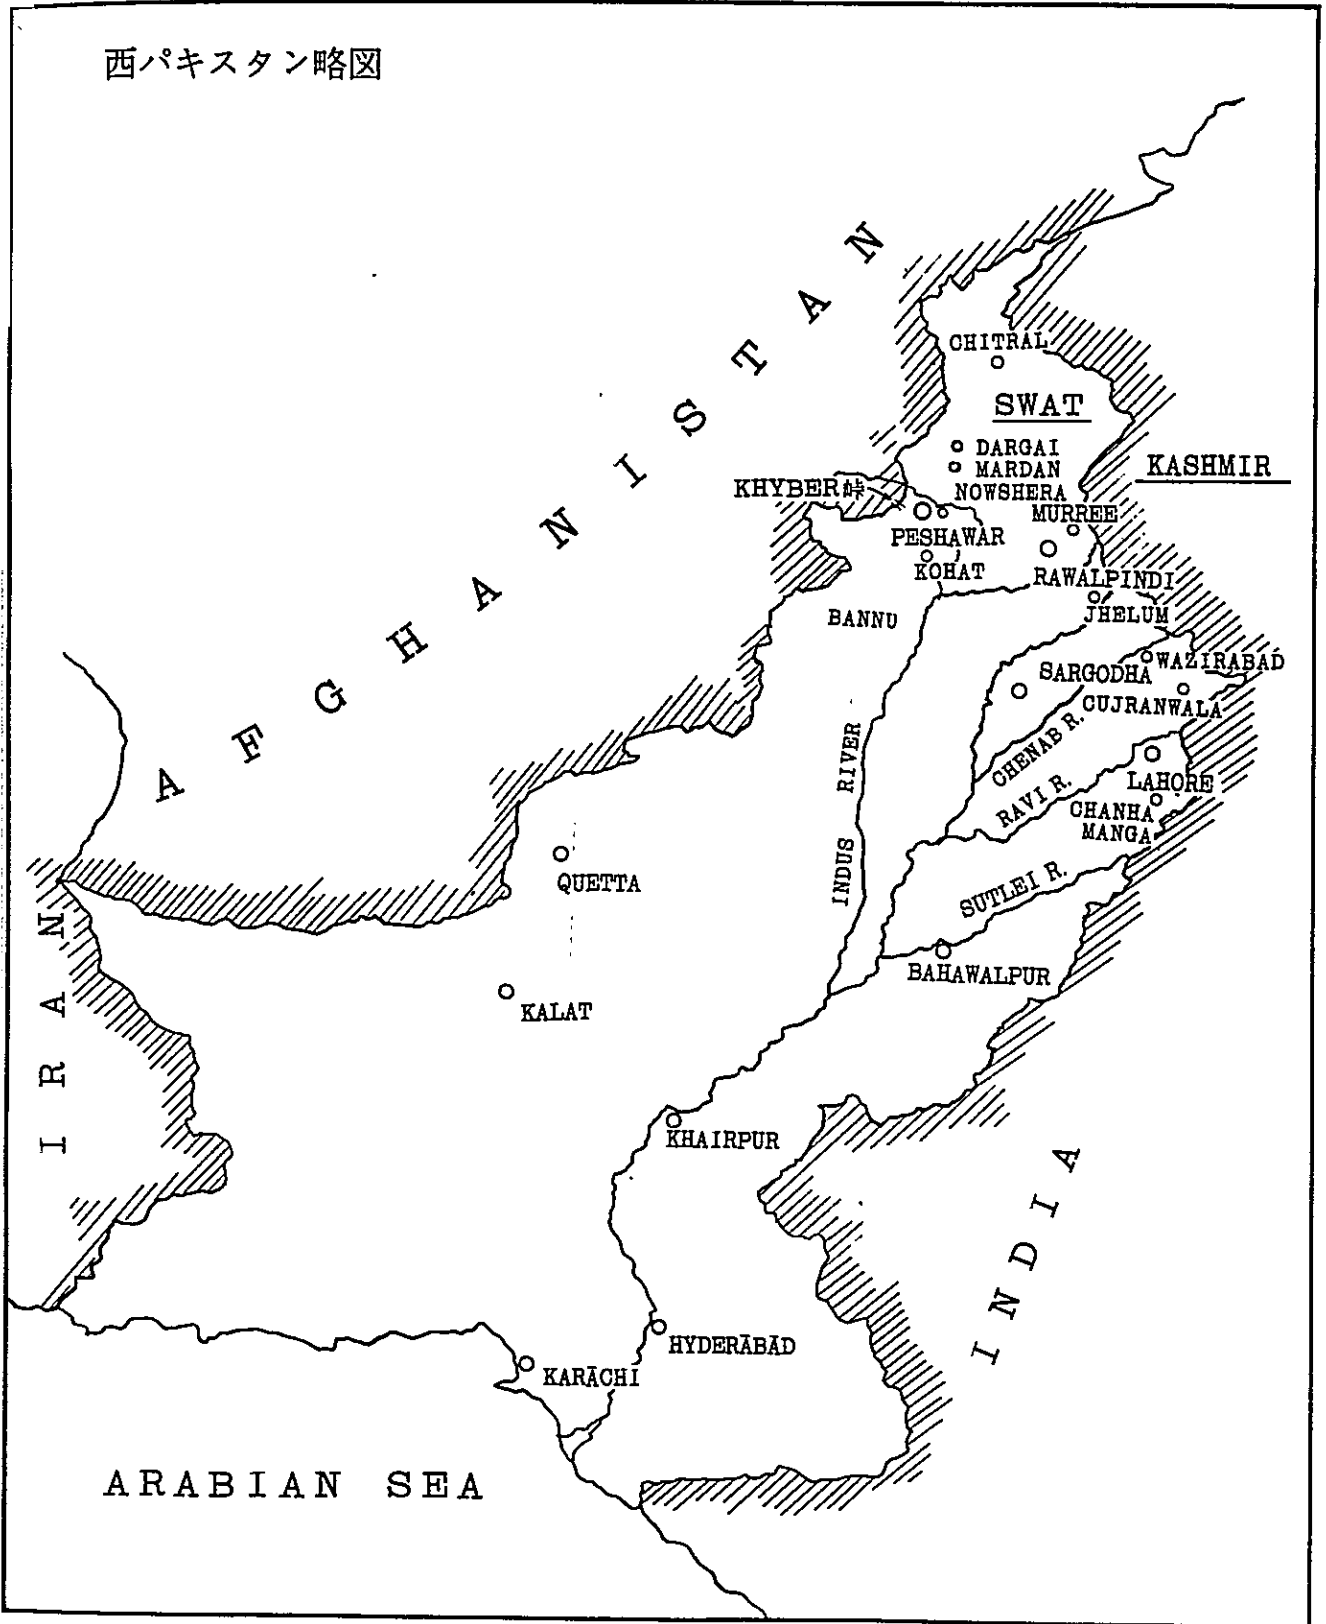 西パキスタン略図
AFGHANISTAN
CHITRAL
SWAT
DARGAI
MARDAN
KASHMIR
KHYBER峠
NOWSHERA
MURREE
PESHAWAR
KOHAT
RAWALPINDI
JHELUM
BANNU
WAZIRABAD
SARGODHA
CUJRANWALA
CHENAB R.
INDUS RIVER
RAVI R.
LAHORE
CHANHA
MANGA
QUETTA
SUTLEI R.
IRAN
BAHAWALPUR
KALAT
KHAIRPUR
INDIA
HYDERĀBĀD
KARĀCHI
ARABIAN SEA